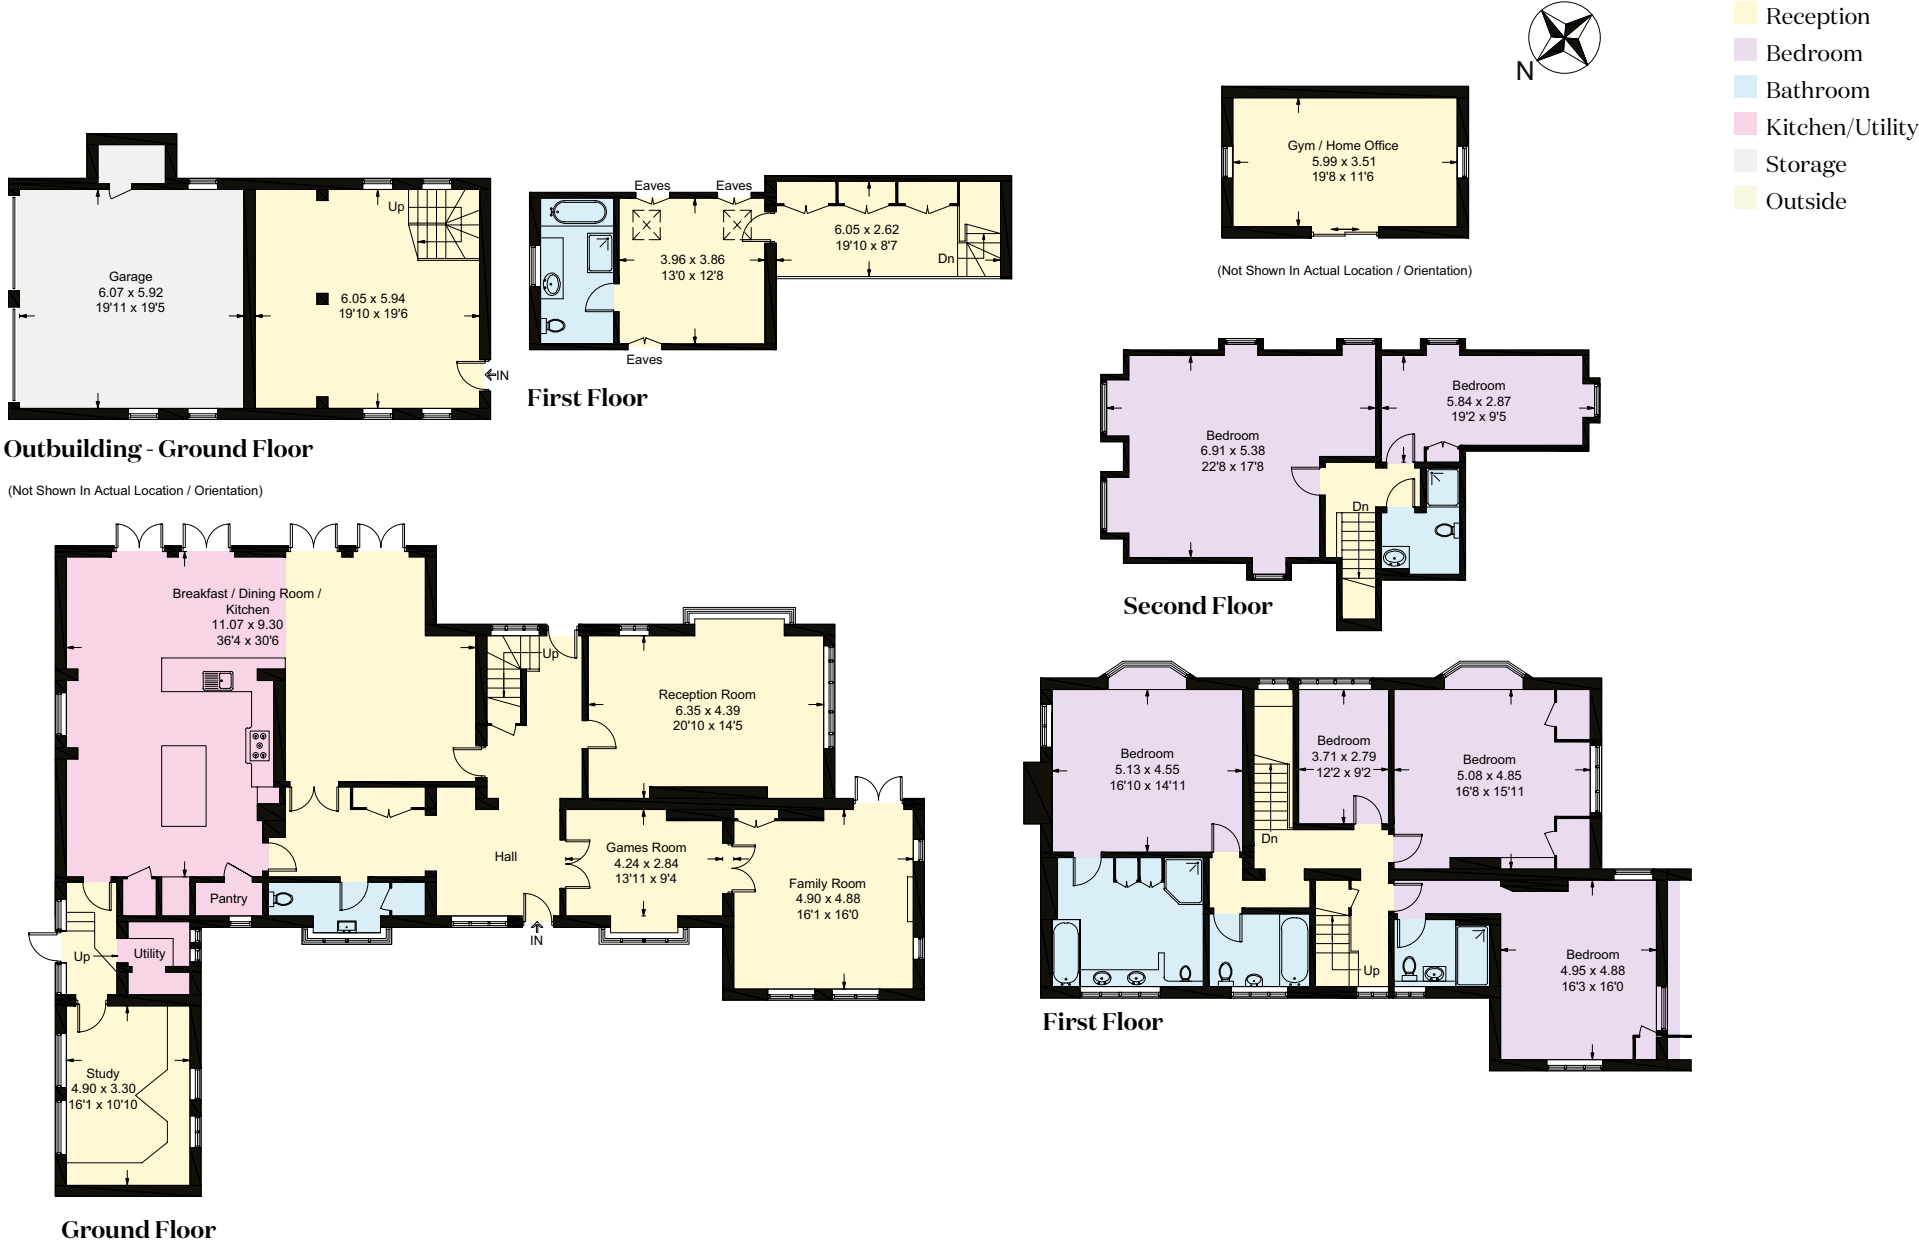 Reception
Bedroom
Bathroom
Kitchen/Utility
Storage
Outside
N
Gym / Home Office
5.99 x 3.51
19'8 x 11'6
(Not Shown In Actual Location / Orientation)
Garage
6.07 x 5.92
19'11 x 19'5
Up
6.05 x 5.94
19'10 x 19'6
IN
Outbuilding - Ground Floor
(Not Shown In Actual Location / Orientation)
Eaves
Eaves
3.96 x 3.86
13'0 x 12'8
6.05 x 2.62
19'10 x 8'7
Dn
Eaves
First Floor
Bedroom
6.91 x 5.38
22'8 x 17'8
Bedroom
5.84 x 2.87
19'2 x 9'5
Dn
Second Floor
Breakfast / Dining Room /
Kitchen
11.07 x 9.30
36'4 x 30'6
Up
Reception Room
6.35 x 4.39
20'10 x 14'5
Hall
Games Room
4.24 x 2.84
13'11 x 9'4
Family Room
4.90 x 4.88
16'1 x 16'0
Pantry
IN
Up
Utility
Study
4.90 x 3.30
16'1 x 10'10
Ground Floor
Bedroom
5.13 x 4.55
16'10 x 14'11
Bedroom
3.71 x 2.79
12'2 x 9'2
Bedroom
5.08 x 4.85
16'8 x 15'11
Dn
Up
Bedroom
4.95 x 4.88
16'3 x 16'0
First Floor